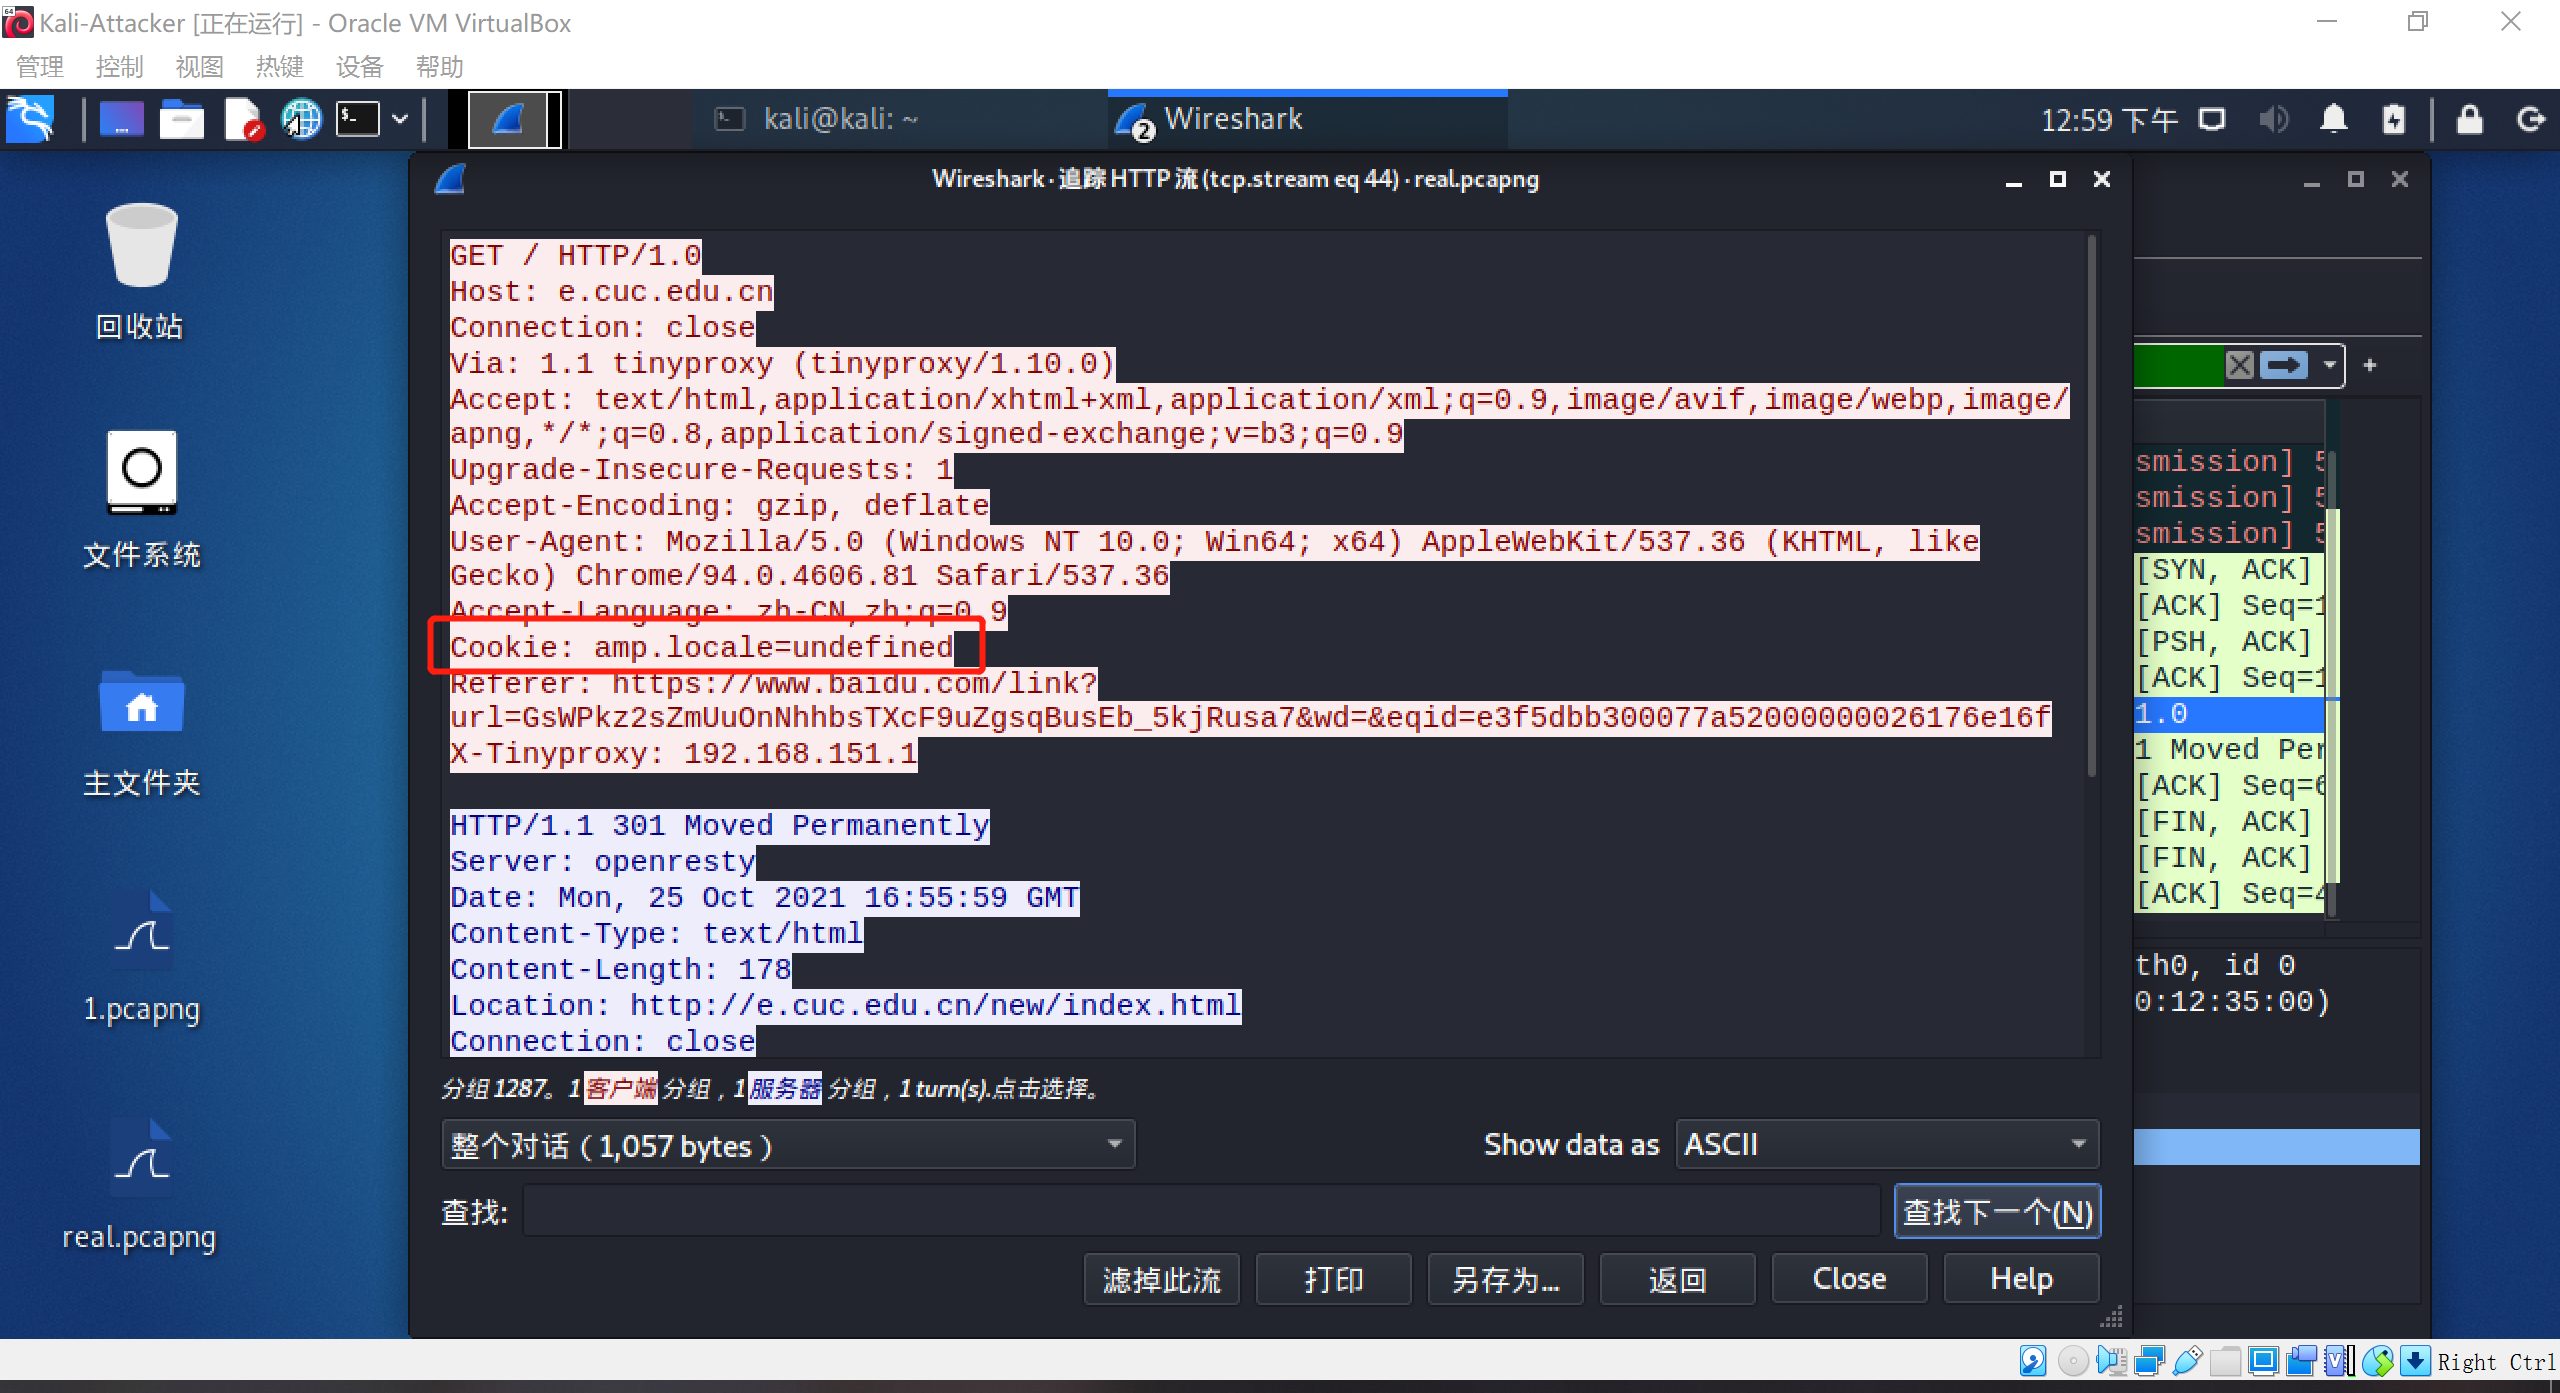 Kali-Attacker [正在运行] - Oracle VM VirtualBox
管理 控制 视图 热键 设备 帮助
kali@kali: ~
2 Wireshark
12:59 下午
Wireshark · 追踪 HTTP 流 (tcp.stream eq 44) · real.pcapng
回收站
文件系统
主文件夹
1.pcapng
real.pcapng
GET / HTTP/1.0
Host: e.cuc.edu.cn
Connection: close
Via: 1.1 tinyproxy (tinyproxy/1.10.0)
Accept: text/html,application/xhtml+xml,application/xml;q=0.9,image/avif,image/webp,image/
apng,*/*;q=0.8,application/signed-exchange;v=b3;q=0.9
Upgrade-Insecure-Requests: 1
Accept-Encoding: gzip, deflate
User-Agent: Mozilla/5.0 (Windows NT 10.0; Win64; x64) AppleWebKit/537.36 (KHTML, like
Gecko) Chrome/94.0.4606.81 Safari/537.36
Accept-Language: zh-CN,zh;q=0.9
Cookie: amp.locale=undefined
Referer: https://www.baidu.com/link?
url=GsWPkz2sZmUuOnNhhbsTXcF9uZgsqBusEb_5kjRusa7&wd=&eqid=e3f5dbb300077a52000000026176e16f
X-Tinyproxy: 192.168.151.1
HTTP/1.1 301 Moved Permanently
Server: openresty
Date: Mon, 25 Oct 2021 16:55:59 GMT
Content-Type: text/html
Content-Length: 178
Location: http://e.cuc.edu.cn/new/index.html
Connection: close
分组 1287。1 客户端 分组，1 服务器 分组，1 turn(s).点击选择。
整个对话（1,057 bytes）
Show data as ASCII
查找:
查找下一个(N)
滤掉此流 打印 另存为… 返回 Close Help
smission] 5
smission] 5
smission] 5
[SYN, ACK]
[ACK] Seq=1
[PSH, ACK]
[ACK] Seq=1
1.0
1 Moved Per
[ACK] Seq=6
[FIN, ACK]
[FIN, ACK]
[ACK] Seq=4
th0, id 0
0:12:35:00)
Right Ctrl